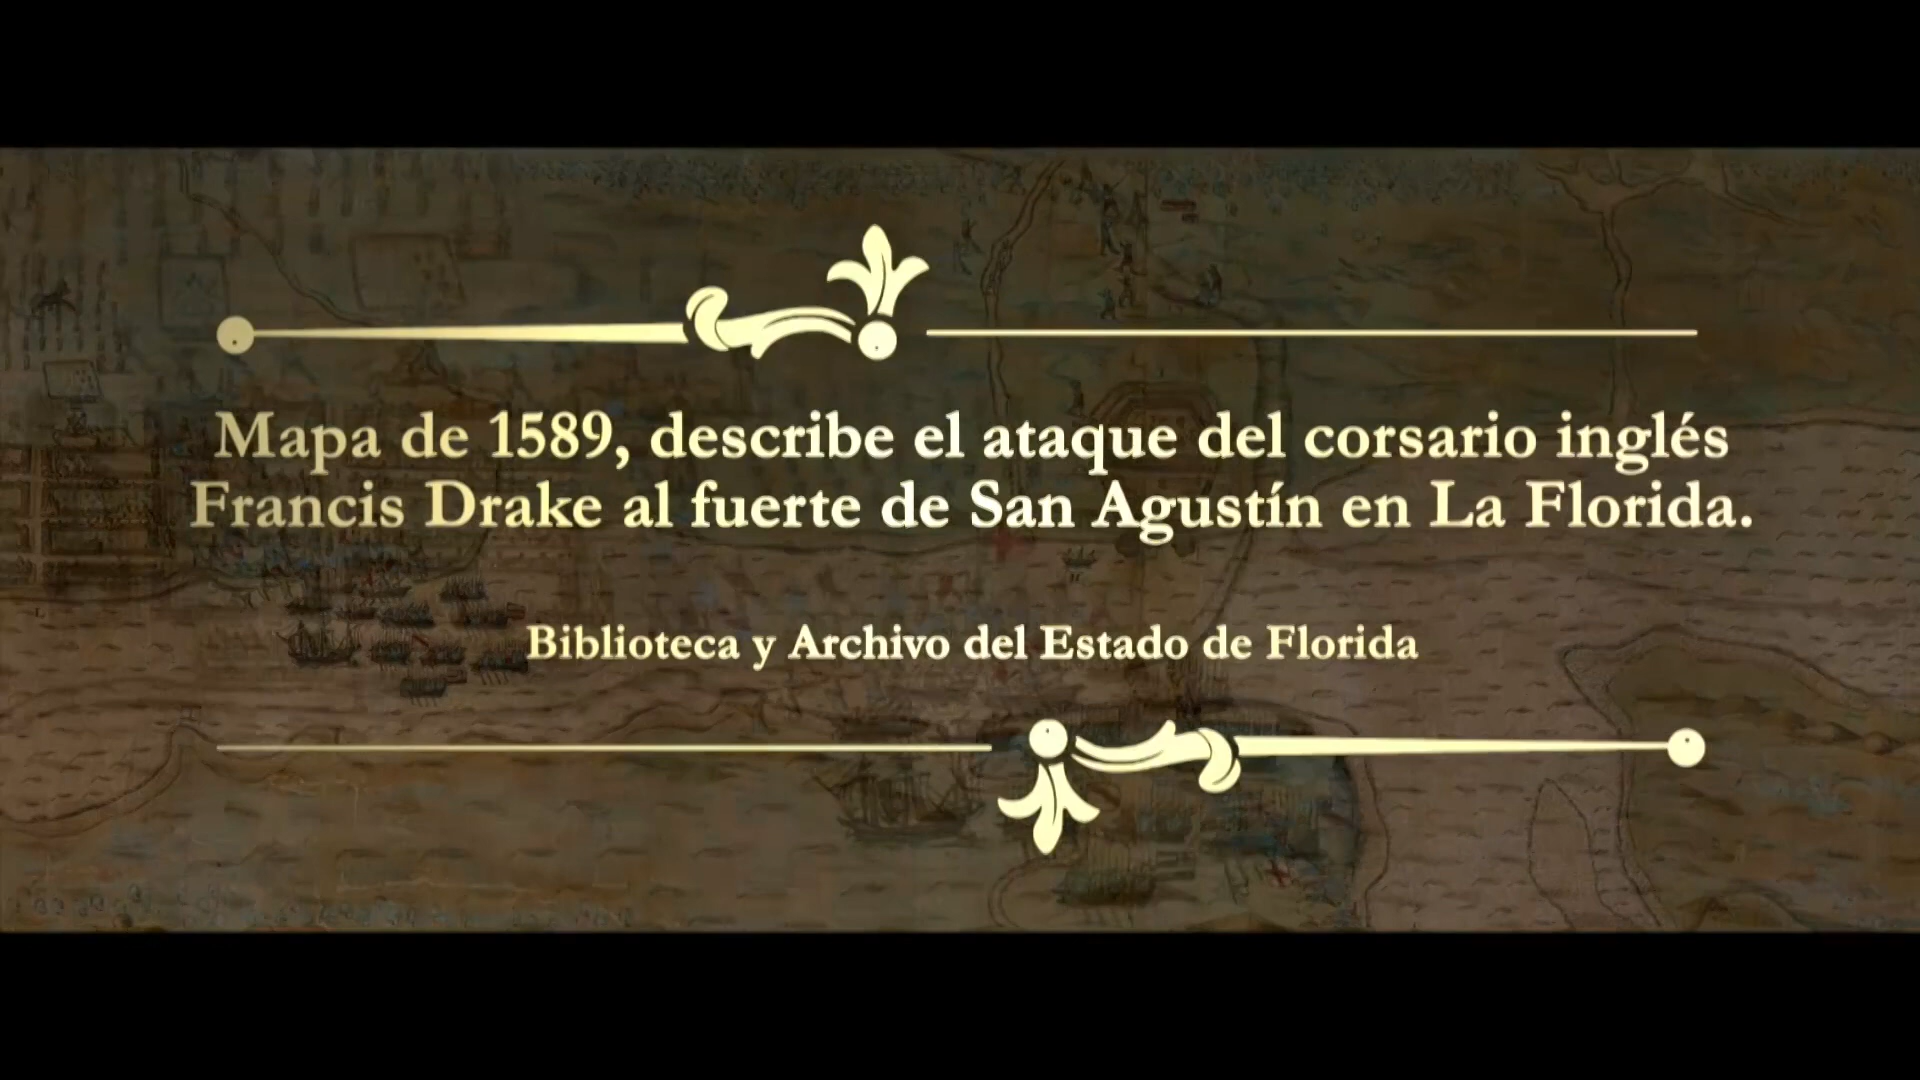 Mapa de 1589, describe el ataque del corsario inglés
Francis Drake al fuerte de San Agustín en La Florida.
Biblioteca y Archivo del Estado de Florida